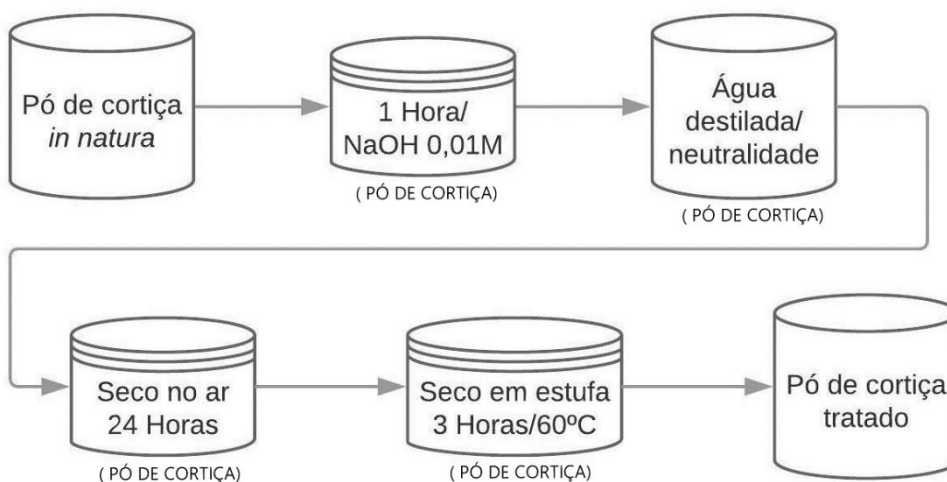 Pó de cortiça
in natura
1 Hora/
NaOH 0,01M
( PÓ DE CORTIÇA)
Água
destilada/
neutralidade
( PÓ DE CORTIÇA)
Seco no ar
24 Horas
( PÓ DE CORTIÇA)
Seco em estufa
3 Horas/60ºC
( PÓ DE CORTIÇA)
Pó de cortiça
tratado